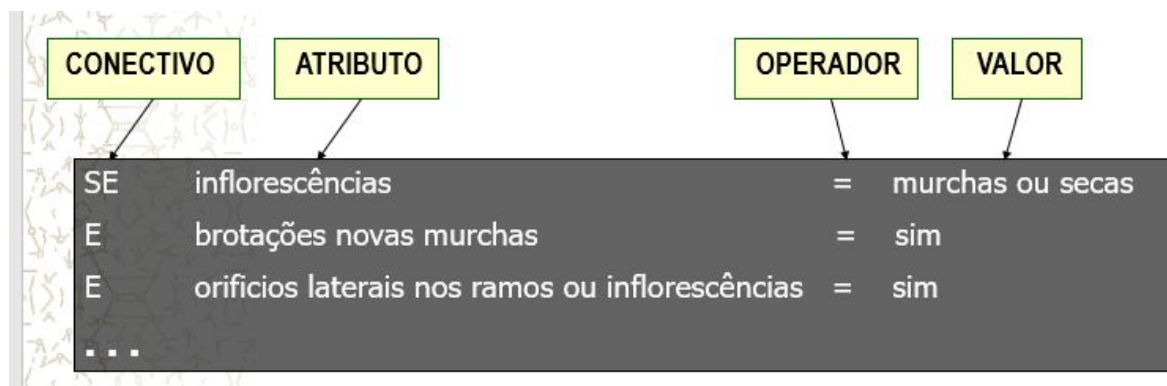 CONECTIVO ATRIBUTO OPERADOR VALOR
SE inflorescências = murchas ou secas
E brotações novas murchas = sim
E orificios laterais nos ramos ou inflorescências = sim
...